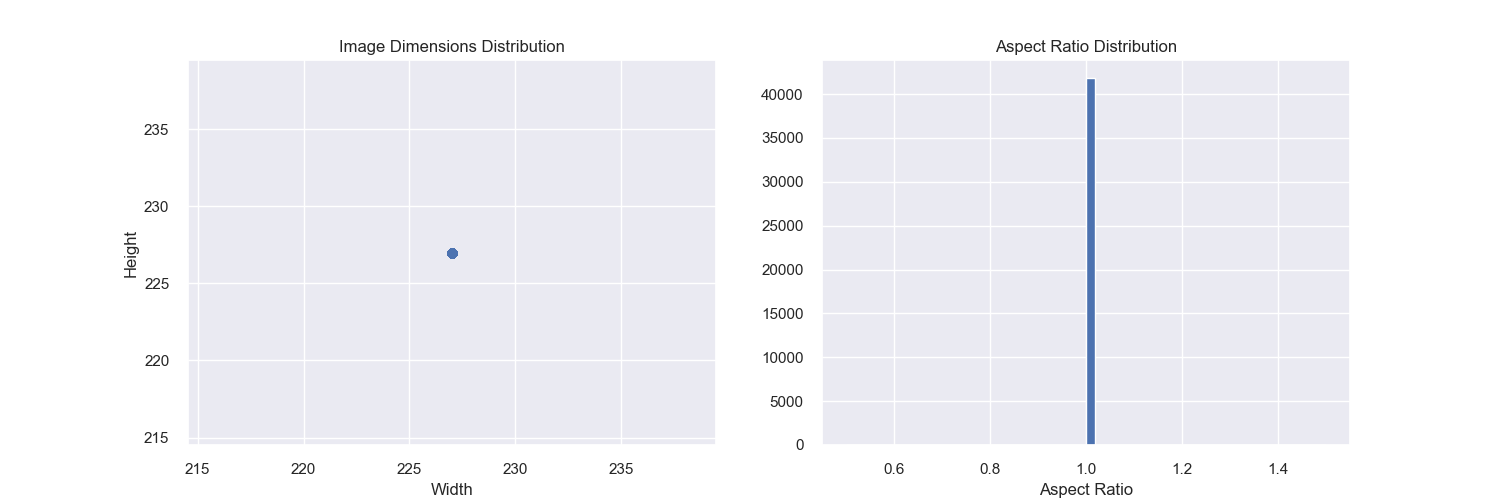 Image Dimensions Distribution
235
230
225
220
215
Height
215 220 225 230 235
Width
Aspect Ratio Distribution
40000
35000
30000
25000
20000
15000
10000
5000
0
0.6 0.8 1.0 1.2 1.4
Aspect Ratio